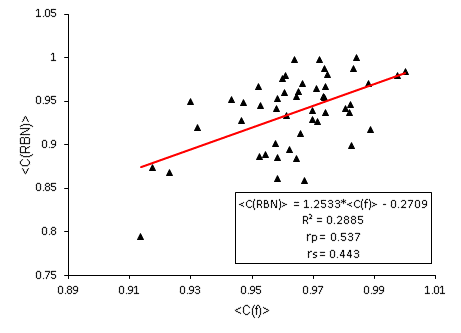 1.05
1
0.95
0.9
0.85
0.8
0.75
<C(RBN)>
<C(RBN)> = 1.2533*<C(f)> - 0.2709
R² = 0.2885
rp = 0.537
rs = 0.443
0.89 0.91 0.93 0.95 0.97 0.99 1.01
<C(f)>